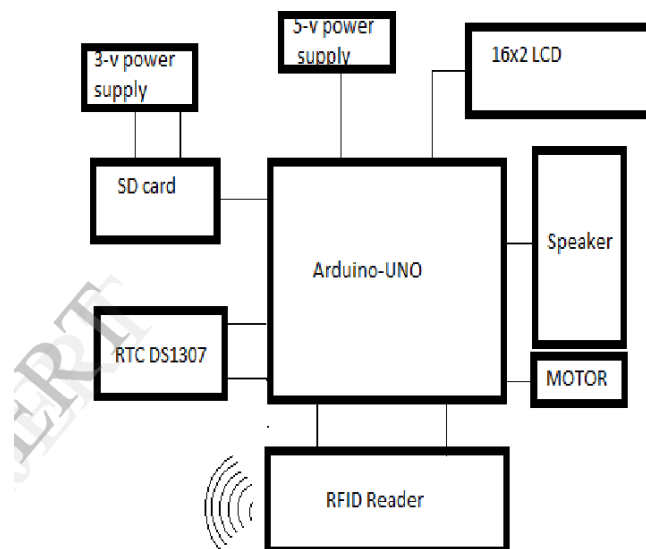 5-v power
supply
3-v power
supply
16x2 LCD
SD card
Speaker
Arduino-UNO
RTC DS1307
MOTOR
RFID Reader